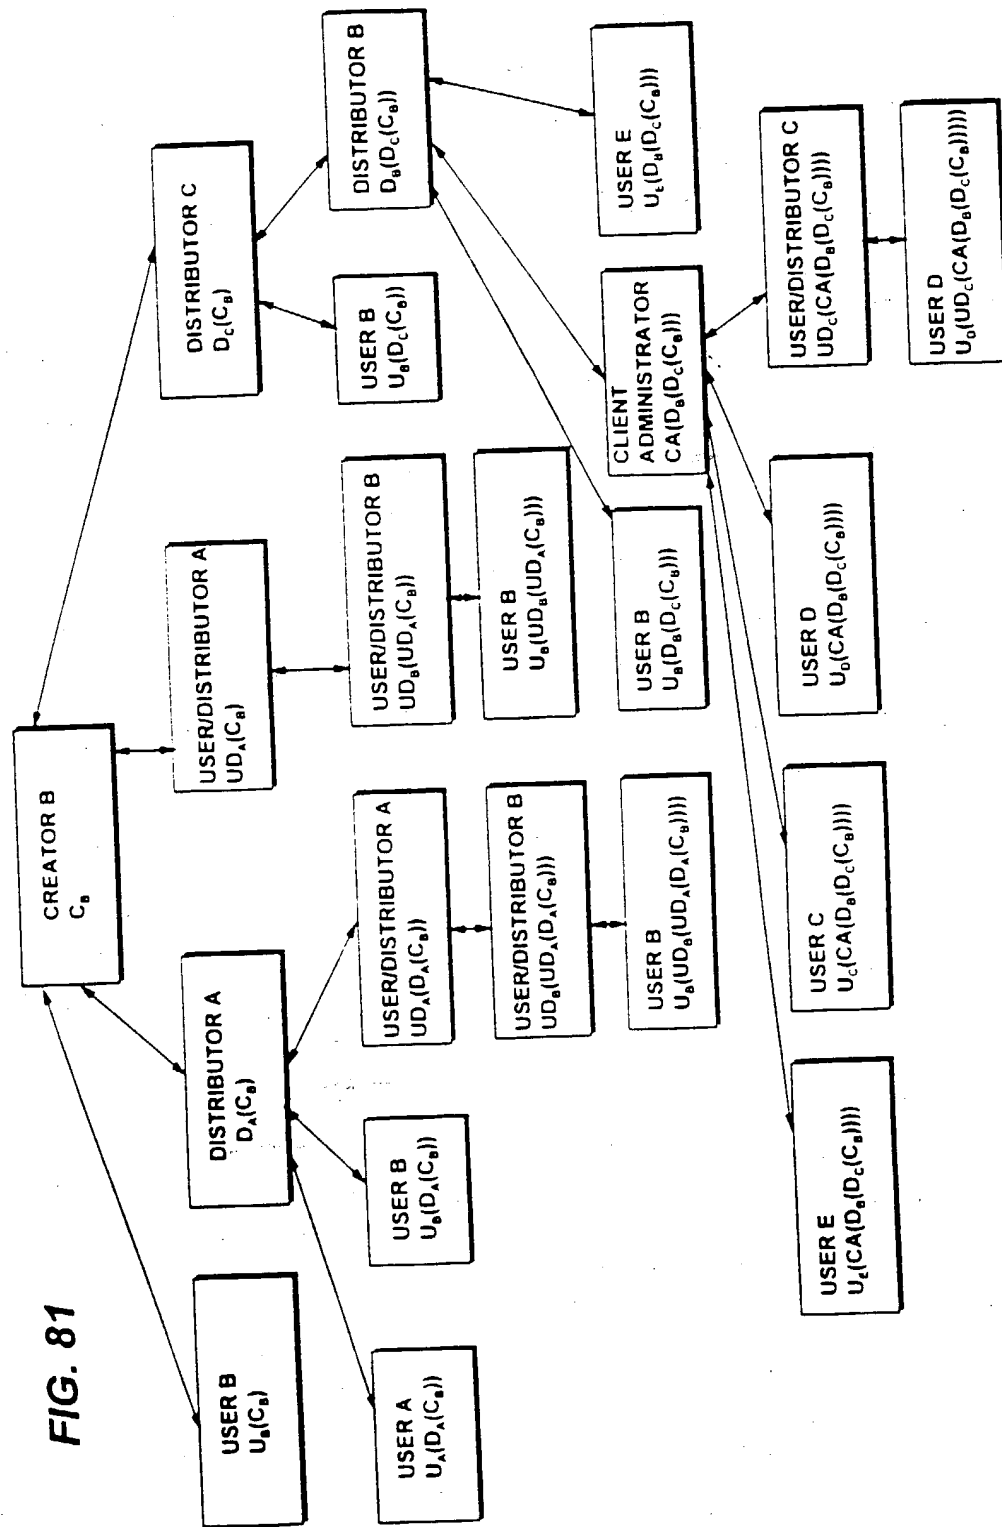 FIG. 81
CREATOR B
C_B
USER B
U_B(C_B)
DISTRIBUTOR A
D_A(C_B)
USER/DISTRIBUTOR A
UD_A(C_B)
DISTRIBUTOR C
D_C(C_B)
USER A
U_A(D_A(C_B))
USER B
U_B(D_A(C_B))
USER/DISTRIBUTOR A
UD_A(D_A(C_B))
USER/DISTRIBUTOR B
UD_B(UD_A(C_B))
USER B
U_B(D_C(C_B))
DISTRIBUTOR B
D_B(D_C(C_B))
USER/DISTRIBUTOR B
UD_B(UD_A(D_A(C_B)))
USER B
U_B(UD_B(UD_A(C_B)))
USER B
U_B(UD_B(UD_A(D_A(C_B))))
USER B
U_B(D_B(D_C(C_B)))
CLIENT
ADMINISTRATOR
CA(D_B(D_C(C_B)))
USER E
U_E(D_B(D_C(C_B)))
USER E
U_E(CA(D_B(D_C(C_B))))
USER C
U_C(CA(D_B(D_C(C_B))))
USER D
U_D(CA(D_B(D_C(C_B))))
USER/DISTRIBUTOR C
UD_C(CA(D_B(D_C(C_B))))
USER D
U_D(UD_C(CA(D_B(D_C(C_B)))))